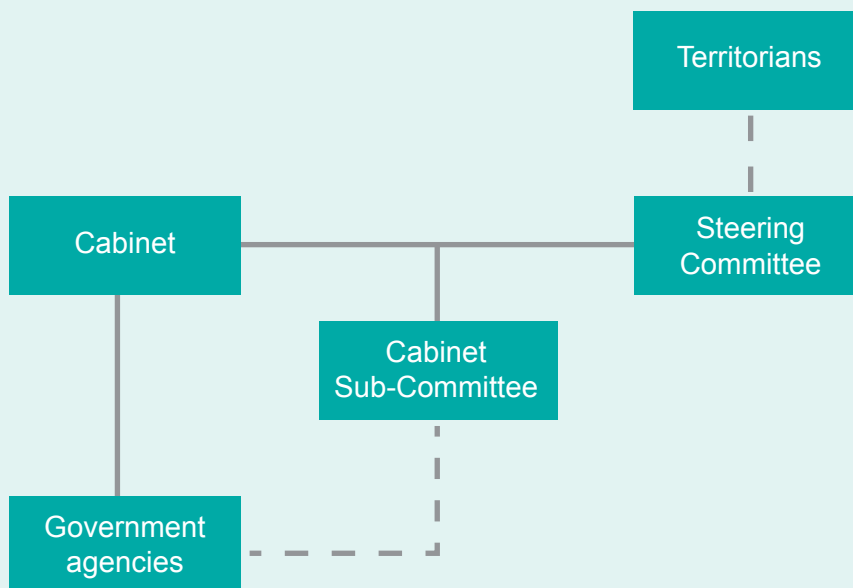 Territorians
Cabinet
Steering
Committee
Cabinet
Sub-Committee
Government
agencies